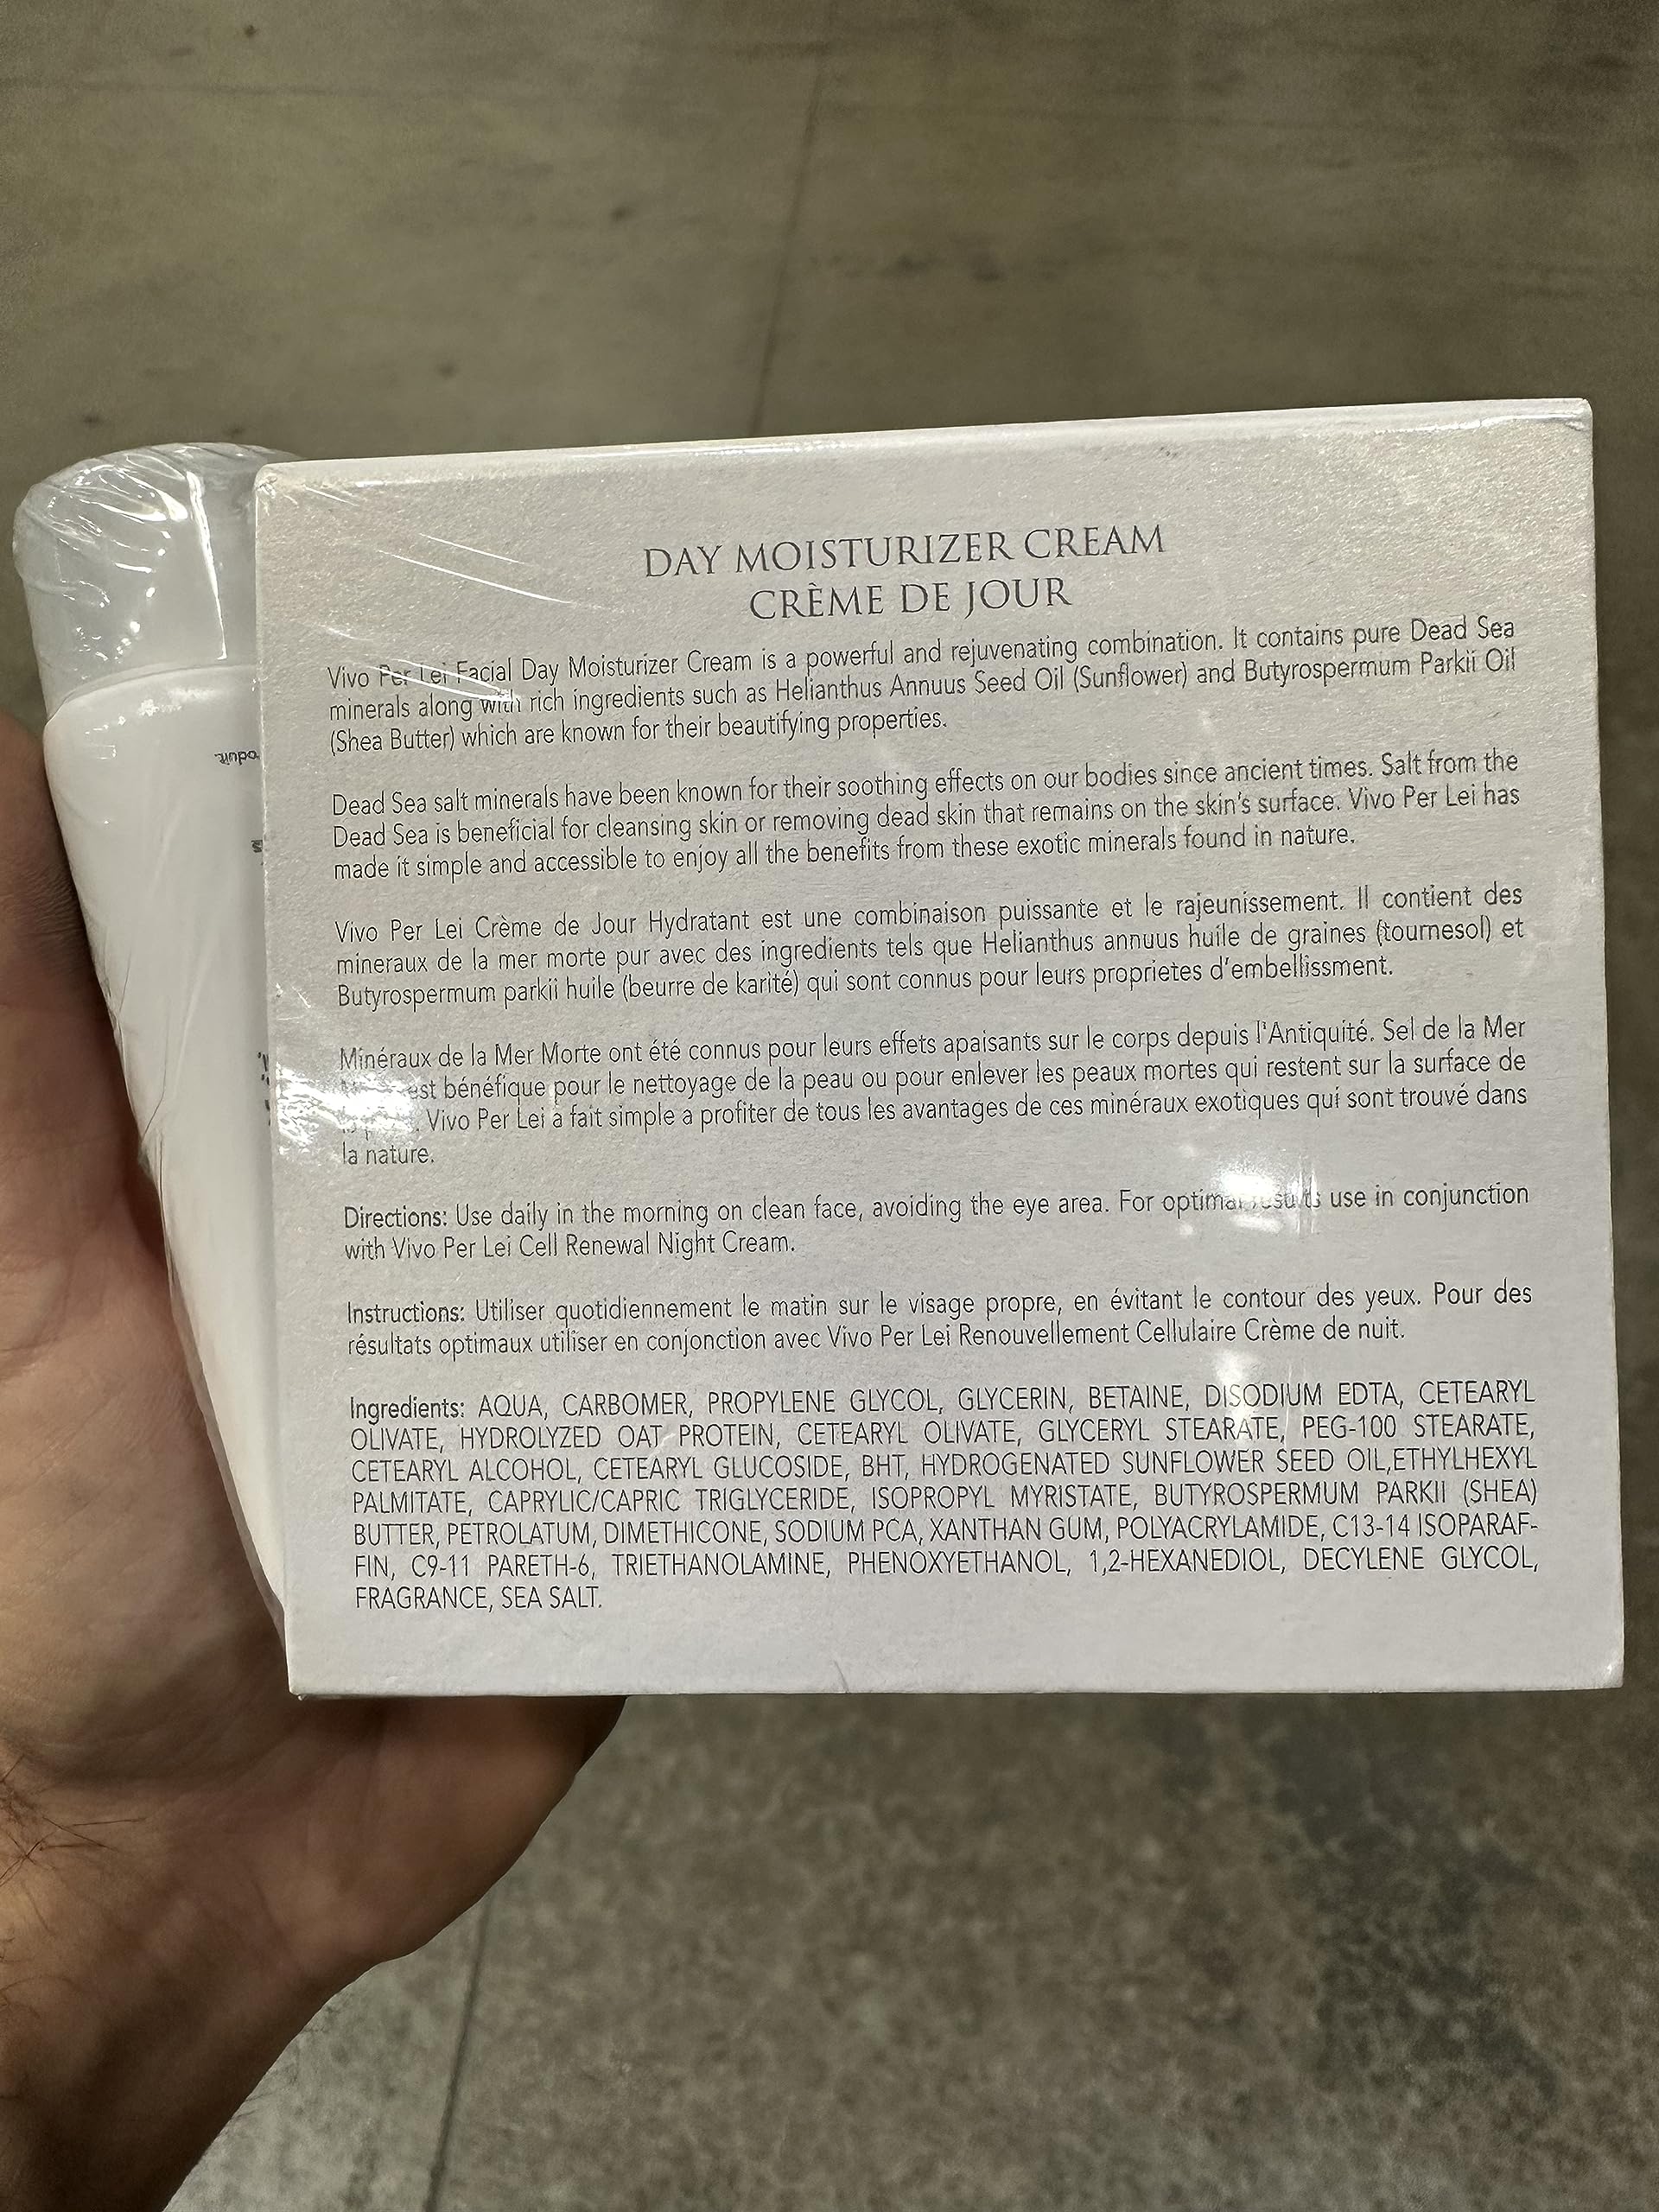 DAY MOISTURIZER CREAM
CRÈME DE JOUR
Vivo Per Lei Facial Day Moisturizer Cream is a powerful and rejuvenating combination. It contains pure Dead Sea
minerals along with rich ingredients such as Helianthus Annuus Seed Oil (Sunflower) and Butyrospermum Parkii Oil
(Shea Butter) which are known for their beautifying properties.
Dead Sea salt minerals have been known for their soothing effects on our bodies since ancient times. Salt from the
Dead Sea is beneficial for cleansing skin or removing dead skin that remains on the skin's surface. Vivo Per Lei has
made it simple and accessible to enjoy all the benefits from these exotic minerals found in nature.
Vivo Per Lei Crème de Jour Hydratant est une combinaison puissante et le rajeunissement. Il contient des
mineraux de la mer morte pur avec des ingredients tels que Helianthus annuus huile de graines (tournesol) et
Butyrospermum parkii huile (beurre de karité) qui sont connus pour leurs proprietes d'embellissment.
Minéraux de la Mer Morte ont été connus pour leurs effets apaisants sur le corps depuis l'Antiquité. Sel de la Mer
est bénéfique pour le nettoyage de la peau ou pour enlever les peaux mortes qui restent sur la surface de
Vivo Per Lei a fait simple a profiter de tous les avantages de ces minéraux exotiques qui sont trouvé dans
la nature.
Directions: Use daily in the morning on clean face, avoiding the eye area. For optimal results use in conjunction
with Vivo Per Lei Cell Renewal Night Cream.
Instructions: Utiliser quotidiennement le matin sur le visage propre, en évitant le contour des yeux. Pour des
résultats optimaux utiliser en conjonction avec Vivo Per Lei Renouvellement Cellulaire Crème de nuit.
Ingredients: AQUA, CARBOMER, PROPYLENE GLYCOL, GLYCERIN, BETAINE, DISODIUM EDTA, CETEARYL
OLIVATE, HYDROLYZED OAT PROTEIN, CETEARYL OLIVATE, GLYCERYL STEARATE, PEG-100 STEARATE,
CETEARYL ALCOHOL, CETEARYL GLUCOSIDE, BHT, HYDROGENATED SUNFLOWER SEED OIL,ETHYLHEXYL
PALMITATE, CAPRYLIC/CAPRIC TRIGLYCERIDE, ISOPROPYL MYRISTATE, BUTYROSPERMUM PARKII (SHEA)
BUTTER, PETROLATUM, DIMETHICONE, SODIUM PCA, XANTHAN GUM, POLYACRYLAMIDE, C13-14 ISOPARAF-
FIN, C9-11 PARETH-6, TRIETHANOLAMINE, PHENOXYETHANOL, 1,2-HEXANEDIOL, DECYLENE GLYCOL,
FRAGRANCE, SEA SALT.